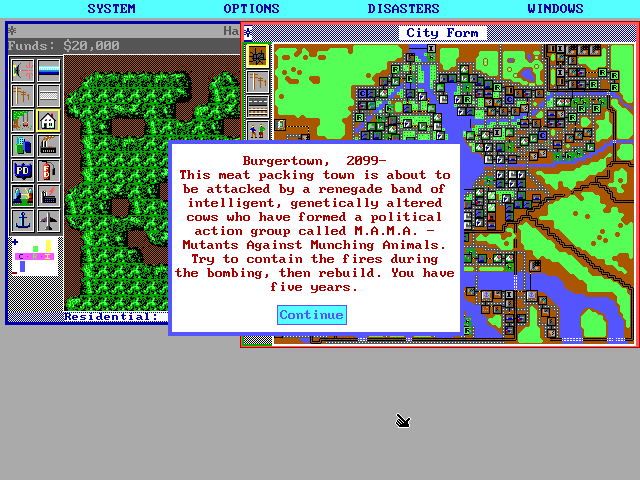 SYSTEM OPTIONS DISASTERS WINDOWS
Ha
City Form
Funds: $20,000
Burgertown, 2099-
This meat packing town is about to
be attacked by a renegade band of
intelligent, genetically altered
cows who have formed a political
action group called M.A.M.A. -
Mutants Against Munching Animals.
Try to contain the fires during
the bombing, then rebuild. You have
five years.
Continue
Residential: